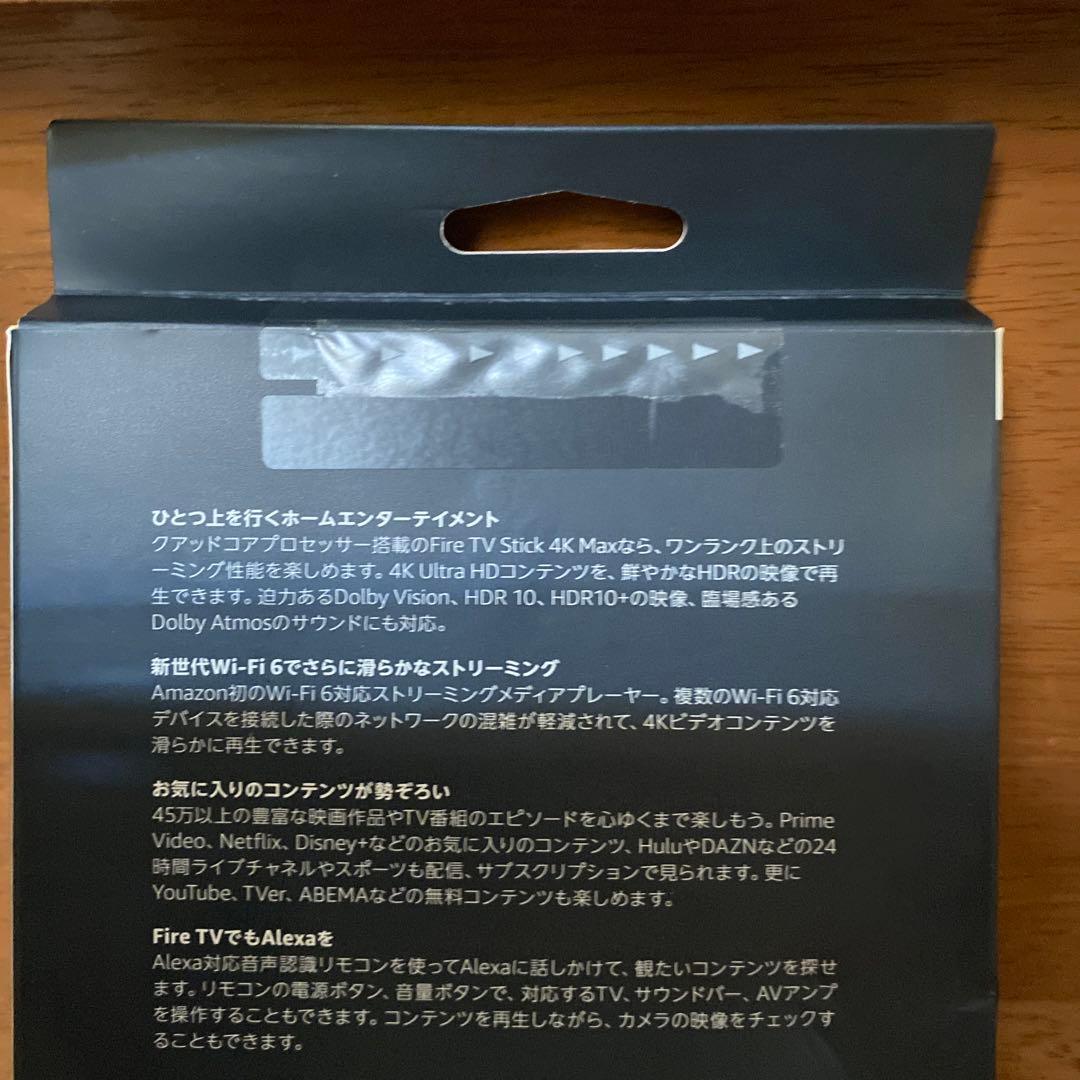 ひとつ上を行くホームエンターテイメント
クアッドコアプロセッサー搭載のFire TV Stick 4K Maxなら、ワンランク上のストリ
ーミング性能を楽しめます。4K Ultra HDコンテンツを、鮮やかなHDRの映像で再
生できます。迫力あるDolby Vision、HDR 10、HDR10+の映像、臨場感ある
Dolby Atmosのサウンドにも対応。
新世代Wi-Fi 6でさらに滑らかなストリーミング
Amazon初のWi-Fi 6対応ストリーミングメディアプレーヤー。複数のWi-Fi 6対応
デバイスを接続した際のネットワークの混雑が軽減されて、4Kビデオコンテンツを
滑らかに再生できます。
お気に入りのコンテンツが勢ぞろい
45万以上の豊富な映画作品やTV番組のエピソードを心ゆくまで楽しもう。Prime
Video、Netflix、Disney+などのお気に入りのコンテンツ、HuluやDAZNなどの24
時間ライブチャネルやスポーツも配信、サブスクリプションで見られます。更に
YouTube、TVer、ABEMAなどの無料コンテンツも楽しめます。
Fire TVでもAlexaを
Alexa対応音声認識リモコンを使ってAlexaに話しかけて、観たいコンテンツを探せ
ます。リモコンの電源ボタン、音量ボタンで、対応するTV、サウンドバー、AVアンプ
を操作することもできます。コンテンツを再生しながら、カメラの映像をチェックす
ることもできます。